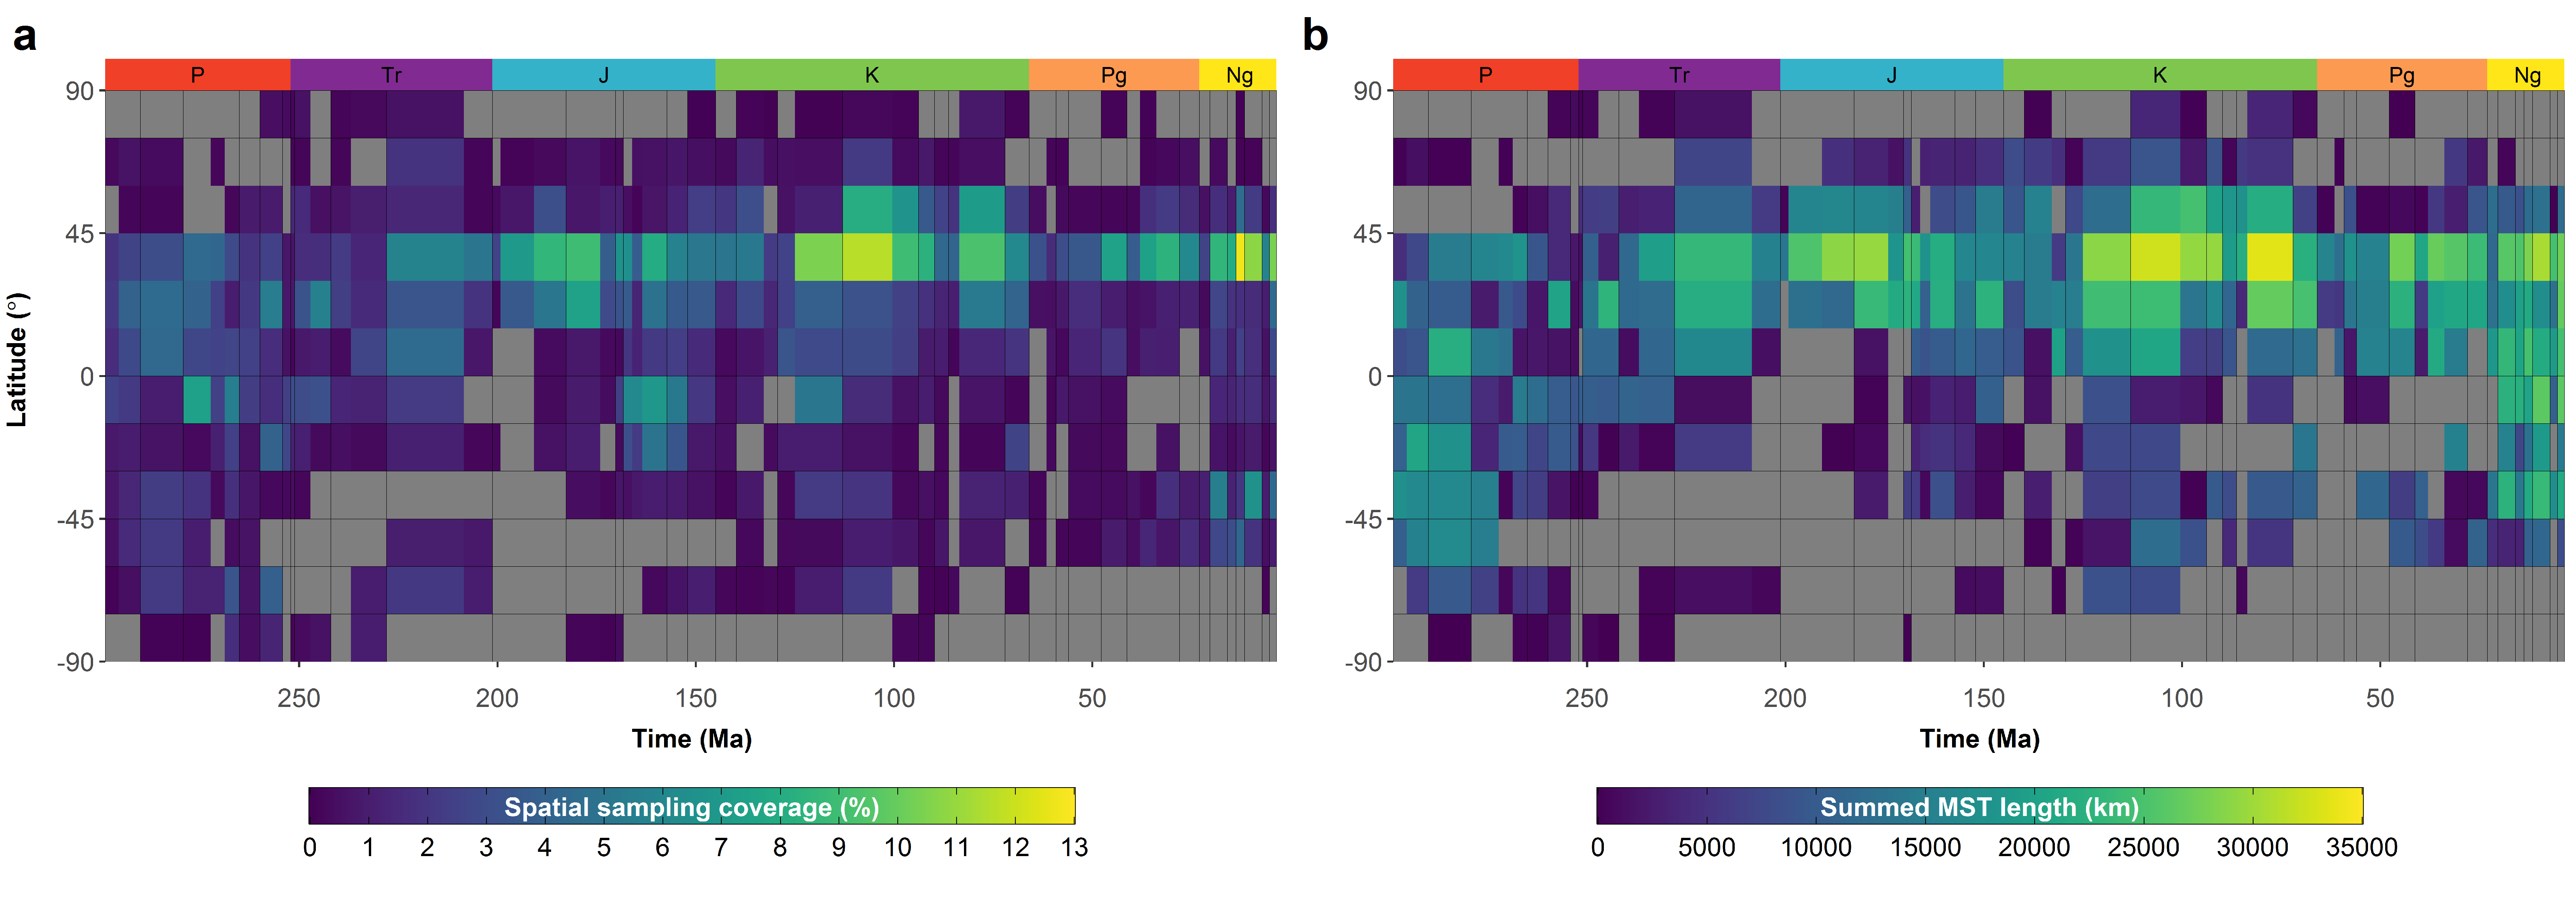 a
P Tr J K Pg Ng
90
45
0
-45
-90
Latitude (°)
250 200 150 100 50
Time (Ma)
Spatial sampling coverage (%)
0 1 2 3 4 5 6 7 8 9 10 11 12 13
b
P Tr J K Pg Ng
90
45
0
-45
-90
250 200 150 100 50
Time (Ma)
Summed MST length (km)
0 5000 10000 15000 20000 25000 30000 35000